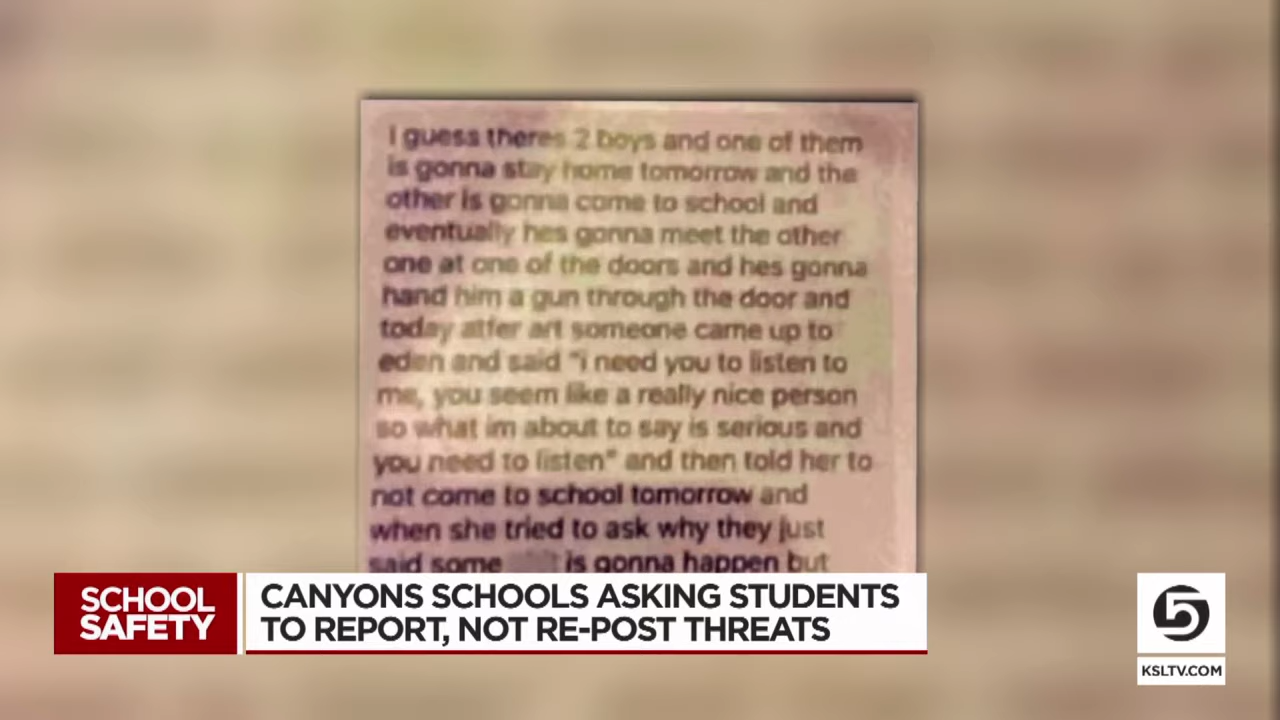 I guess theres 2 boys and one of them
is gonna stay home tomorrow and the
other is gonna come to school and
eventually hes gonna meet the other
one at one of the doors and hes gonna
hand him a gun through the door and
today atfer art someone came up to
eden and said "i need you to listen to
me, you seem like a really nice person
so what im about to say is serious and
you need to listen" and then told her to
not come to school tomorrow and
when she tried to ask why they just
said some is gonna happen but
SCHOOL
SAFETY
CANYONS SCHOOLS ASKING STUDENTS
TO REPORT, NOT RE-POST THREATS
5
KSLTV.COM